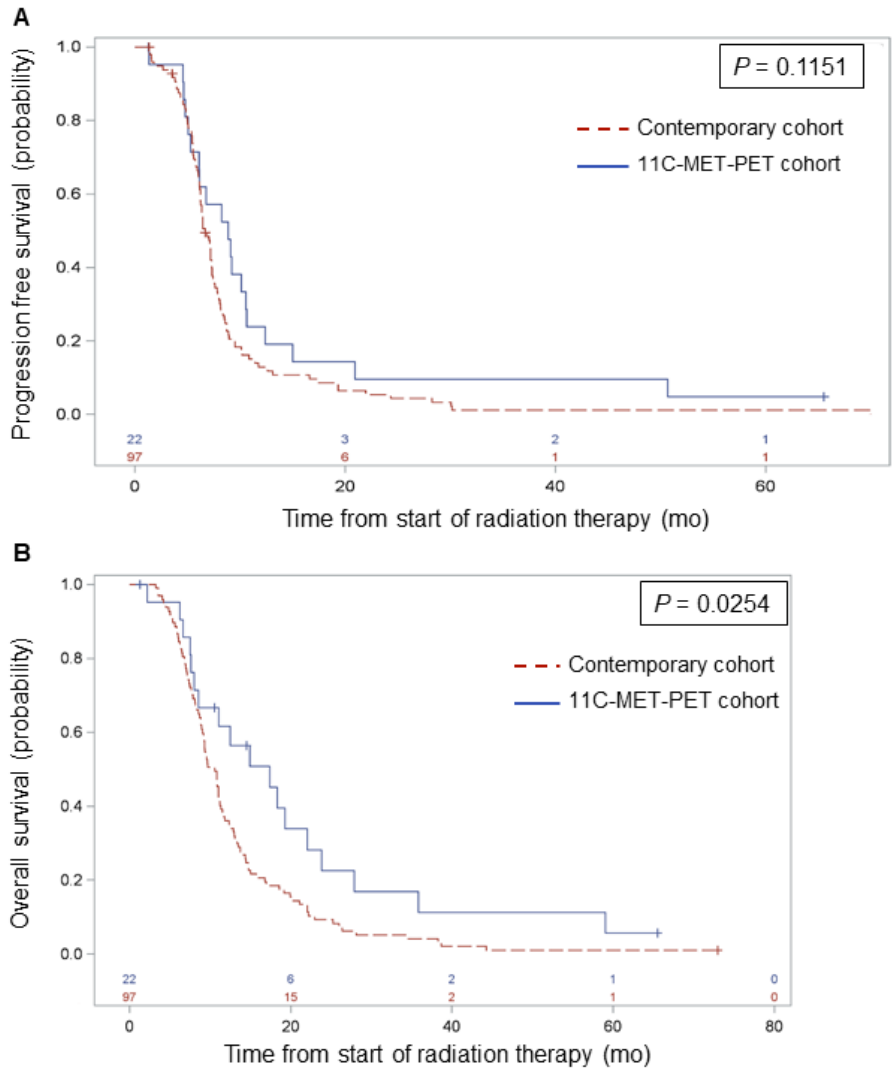 A
1.0
P = 0.1151
Contemporary cohort
0.8
11C-MET-PET cohort
0.6
0.4
0.2
0.0
Progression free survival (probability)
22 3 2 1
97 6 1 1
0 20 40 60
Time from start of radiation therapy (mo)
B
1.0
P = 0.0254
Contemporary cohort
0.8
11C-MET-PET cohort
0.6
0.4
0.2
0.0
Overall survival (probability)
22 6 2 1 0
97 15 2 1 0
0 20 40 60 80
Time from start of radiation therapy (mo)